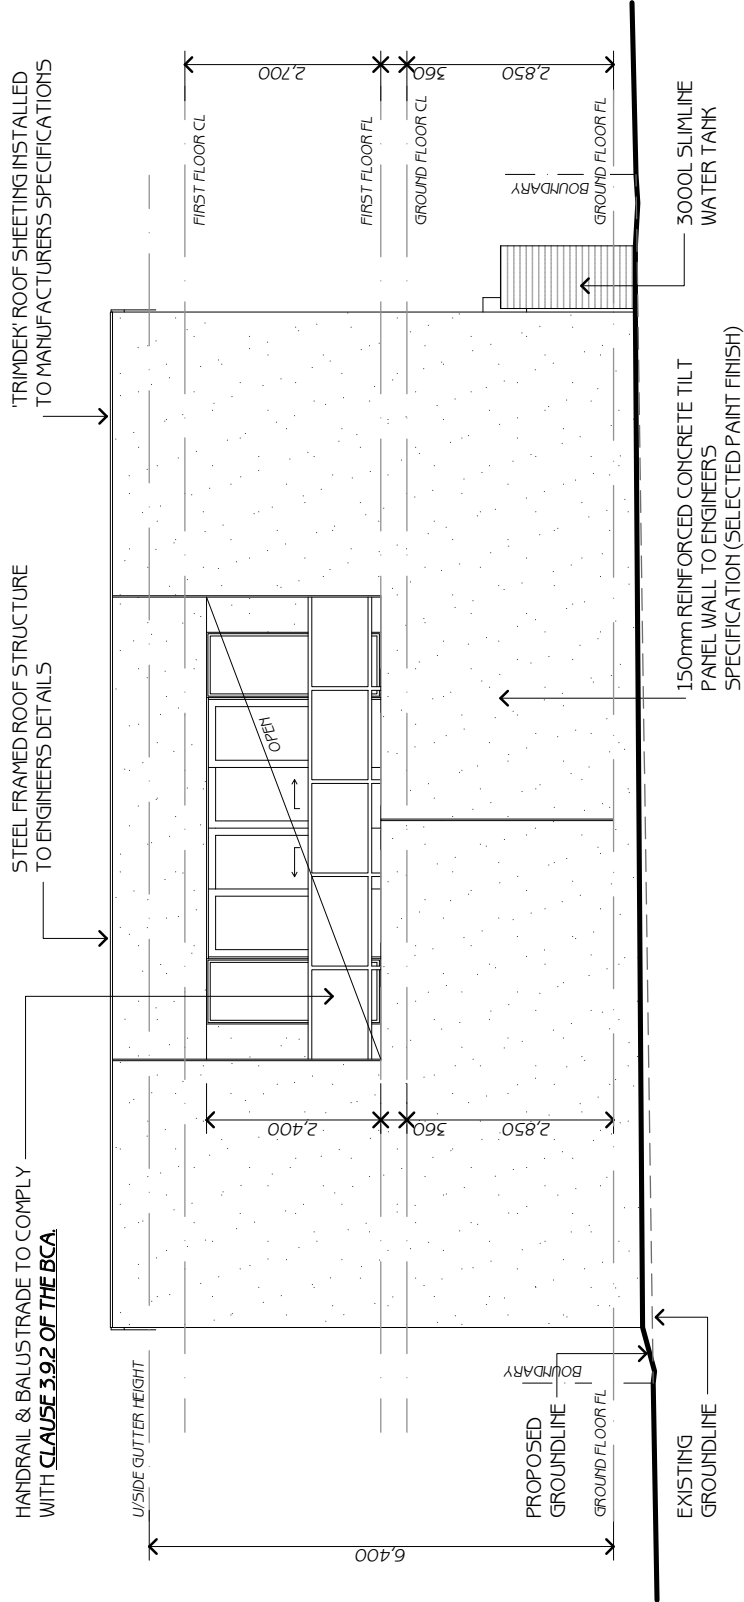 HANDRAIL & BALUSTRADE TO COMPLY
WITH CLAUSE 3.9.2 OF THE BCA.
STEEL FRAMED ROOF STRUCTURE
TO ENGINEERS DETAILS
'TRIMDEK' ROOF SHEETING INSTALLED
TO MANUFACTURERS SPECIFICATIONS
U/SIDE GUTTER HEIGHT
6,400
GROUND FLOOR FL
BOUNDARY
PROPOSED
GROUNDLINE
EXISTING
GROUNDLINE
2,400
360
2,850
OPEN
FIRST FLOOR CL
FIRST FLOOR FL
GROUND FLOOR CL
GROUND FLOOR FL
BOUNDARY
2,700
360
2,850
150mm REINFORCED CONCRETE TILT
PANEL WALL TO ENGINEERS
SPECIFICATION (SELECTED PAINT FINISH)
3000L SLIMLINE
WATER TANK